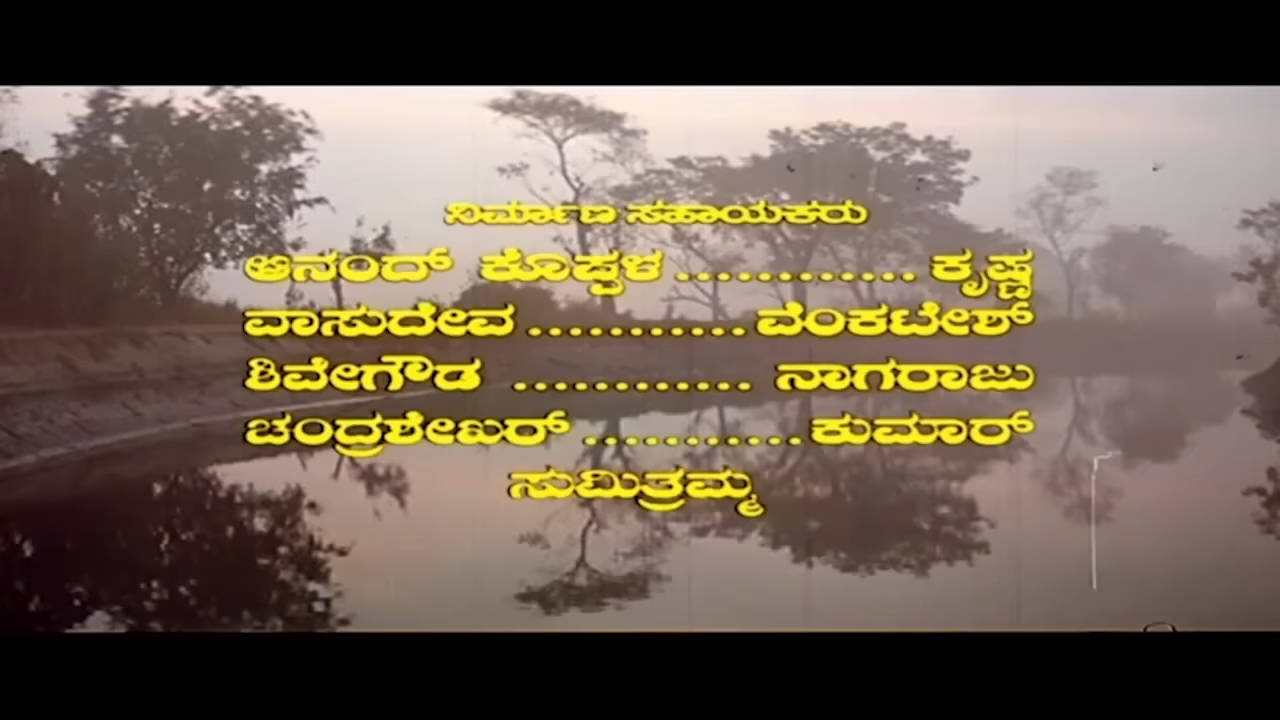 ನಿರ್ಮಾಣ ಸಹಾಯಕರು
ಆನಂದ್ ಕೊಪ್ಪಳ ............ ಕೃಷ್ಣ
ವಾಸುದೇವ ........... ವೆಂಕಟೇಶ್
ಶಿವೇಗೌಡ ............ ನಾಗರಾಜು
ಚಂದ್ರಶೇಖರ್ ........... ಕುಮಾರ್
ಸುಮಿತ್ರಮ್ಮ